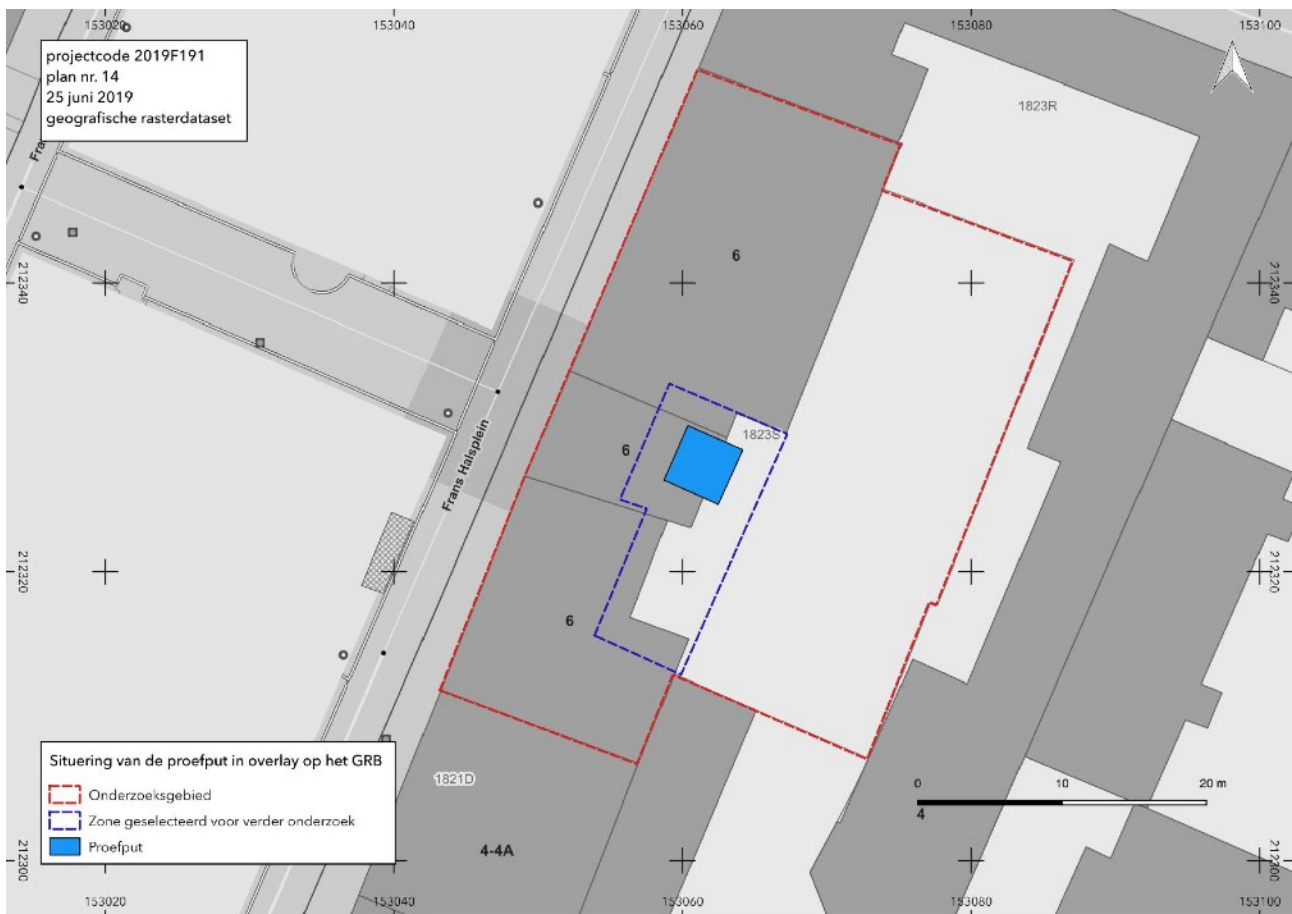 153020
153040
153060
153080
153100
projectcode 2019F191
plan nr. 14
25 juni 2019
geografische rasterdataset
1823R
6
212340
212340
1823S
6
Frans Halsplein
212320
212320
6
Situering van de proefput in overlay op het GRB
Onderzoeksgebied
Zone geselecteerd voor verder onderzoek
Proefput
1821D
0
10
20 m
4
4-4A
212300
212300
153020
153040
153060
153080
153100